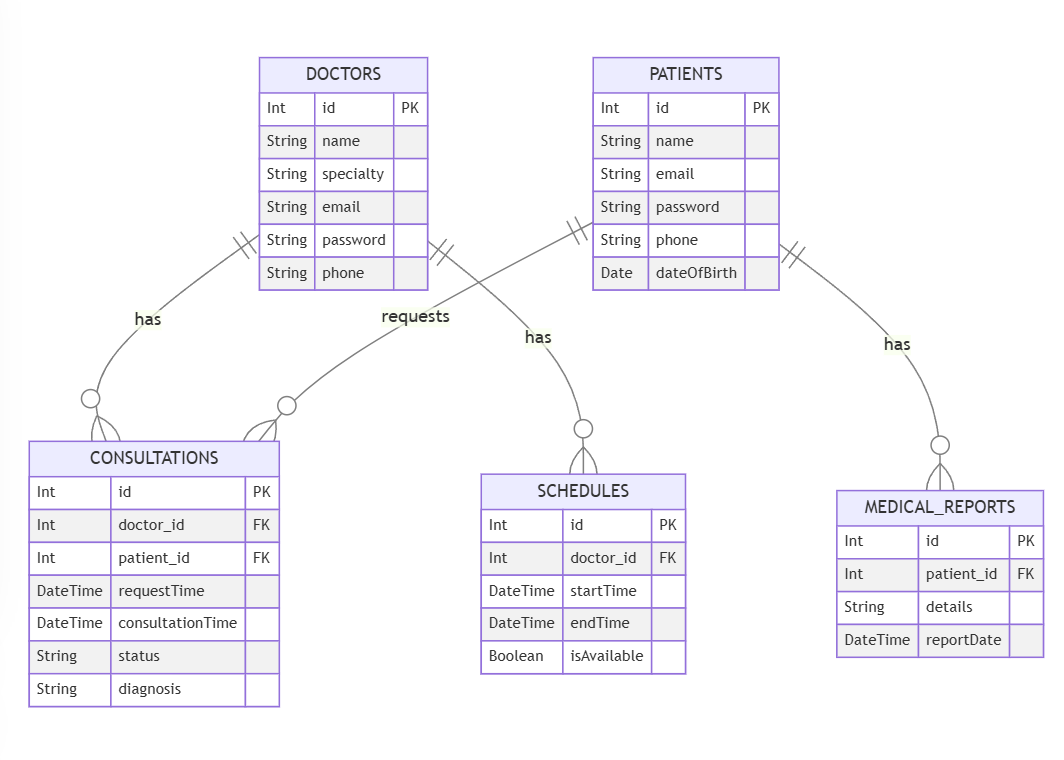 DOCTORS
Int id PK
String name
String specialty
String email
String password
String phone
PATIENTS
Int id PK
String name
String email
String password
String phone
Date dateOfBirth
has
requests
has
has
CONSULTATIONS
Int id PK
Int doctor_id FK
Int patient_id FK
DateTime requestTime
DateTime consultationTime
String status
String diagnosis
SCHEDULES
Int id PK
Int doctor_id FK
DateTime startTime
DateTime endTime
Boolean isAvailable
MEDICAL_REPORTS
Int id PK
Int patient_id FK
String details
DateTime reportDate